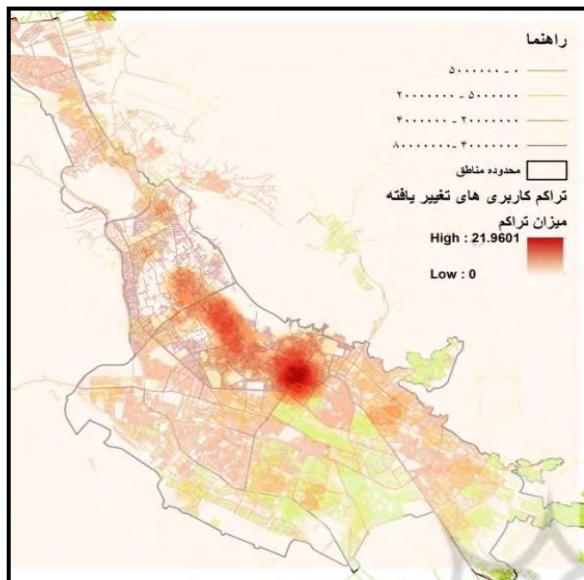 راهنما
۵۰۰۰۰۰۰ - ۰
۲۰۰۰۰۰۰۰ - ۵۰۰۰۰۰۰
۴۰۰۰۰۰۰ - ۲۰۰۰۰۰۰۰
۸۰۰۰۰۰۰۰ - ۴۰۰۰۰۰۰۰
محدوده مناطق
تراکم کاربری های تغییر یافته
میزان تراکم
High : 21.9601
Low : 0